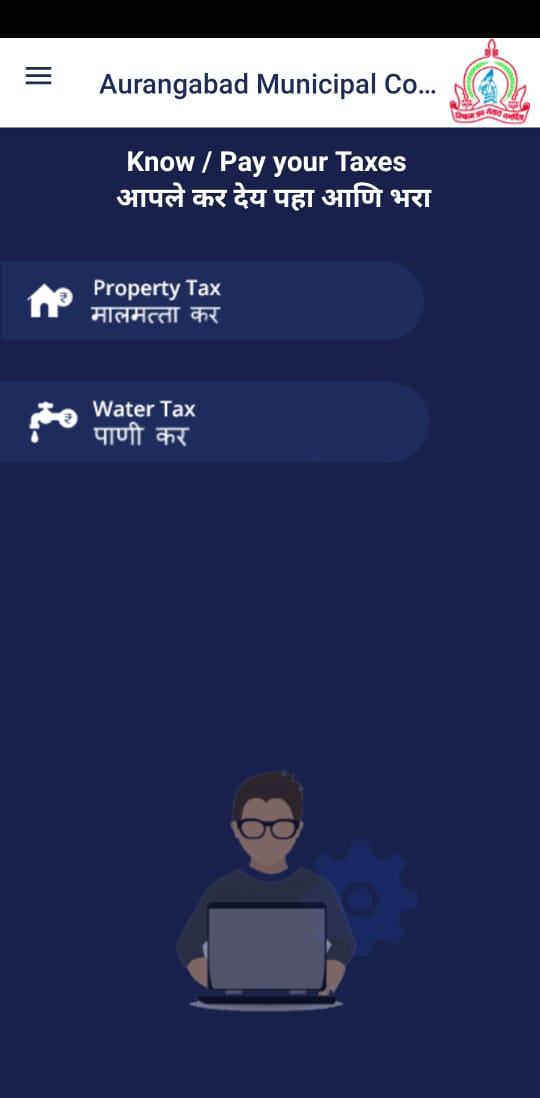 Aurangabad Municipal Co...
Know / Pay your Taxes
आपले कर देय पहा आणि भरा
Property Tax
मालमत्ता कर
Water Tax
पाणी कर